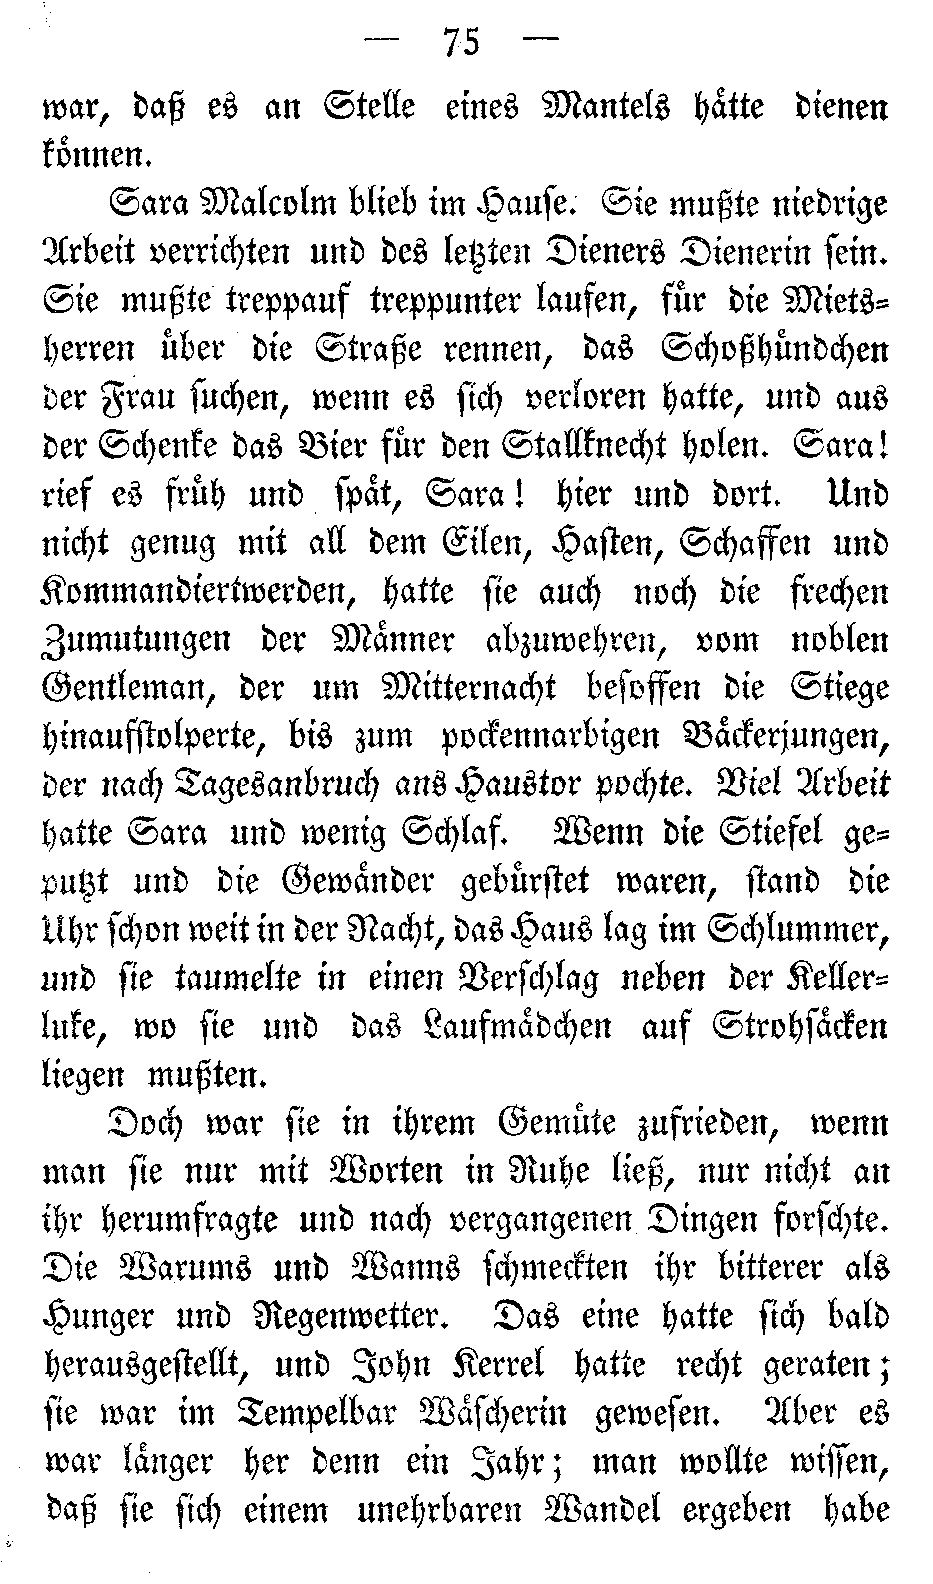 — 75 —
war, daß es an Stelle eines Mantels hätte dienen
können.
Sara Malcolm blieb im Hause. Sie mußte niedrige
Arbeit verrichten und des letzten Dieners Dienerin sein.
Sie mußte treppauf treppunter laufen, für die Miets-
herren über die Straße rennen, das Schoßhündchen
der Frau suchen, wenn es sich verloren hatte, und aus
der Schenke das Bier für den Stallknecht holen. Sara!
rief es früh und spät, Sara! hier und dort. Und
nicht genug mit all dem Eilen, Hasten, Schaffen und
Kommandiertwerden, hatte sie auch noch die frechen
Zumutungen der Männer abzuwehren, vom noblen
Gentleman, der um Mitternacht besoffen die Stiege
hinaufstolperte, bis zum pockennarbigen Bäckerjungen,
der nach Tagesanbruch ans Haustor pochte. Viel Arbeit
hatte Sara und wenig Schlaf. Wenn die Stiefel ge-
putzt und die Gewänder gebürstet waren, stand die
Uhr schon weit in der Nacht, das Haus lag im Schlummer,
und sie taumelte in einen Verschlag neben der Keller-
luke, wo sie und das Laufmädchen auf Strohsäcken
liegen mußten.
Doch war sie in ihrem Gemüte zufrieden, wenn
man sie nur mit Worten in Ruhe ließ, nur nicht an
ihr herumfragte und nach vergangenen Dingen forschte.
Die Warums und Wanns schmeckten ihr bitterer als
Hunger und Regenwetter. Das eine hatte sich bald
herausgestellt, und John Kerrel hatte recht geraten;
sie war im Tempelbar Wäscherin gewesen. Aber es
war länger her denn ein Jahr; man wollte wissen,
daß sie sich einem unehrbaren Wandel ergeben habe